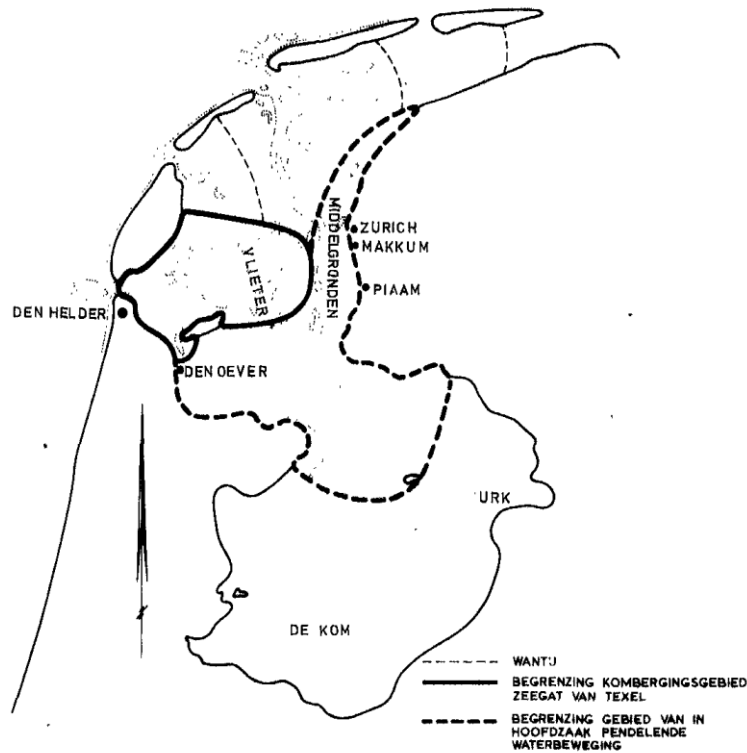 ZURICH
MAKKUM
MIDDELGRONDEN
VLIETER
PIAAM
DEN HELDER
DEN OEVER
URK
DE KOM
WANTIJ
BEGRENZING KOMBERGINGSGEBIED
ZEEGAT VAN TEXEL
BEGRENZING GEBIED VAN IN
HOOFDZAAK PENDELENDE
WATERBEWEGING